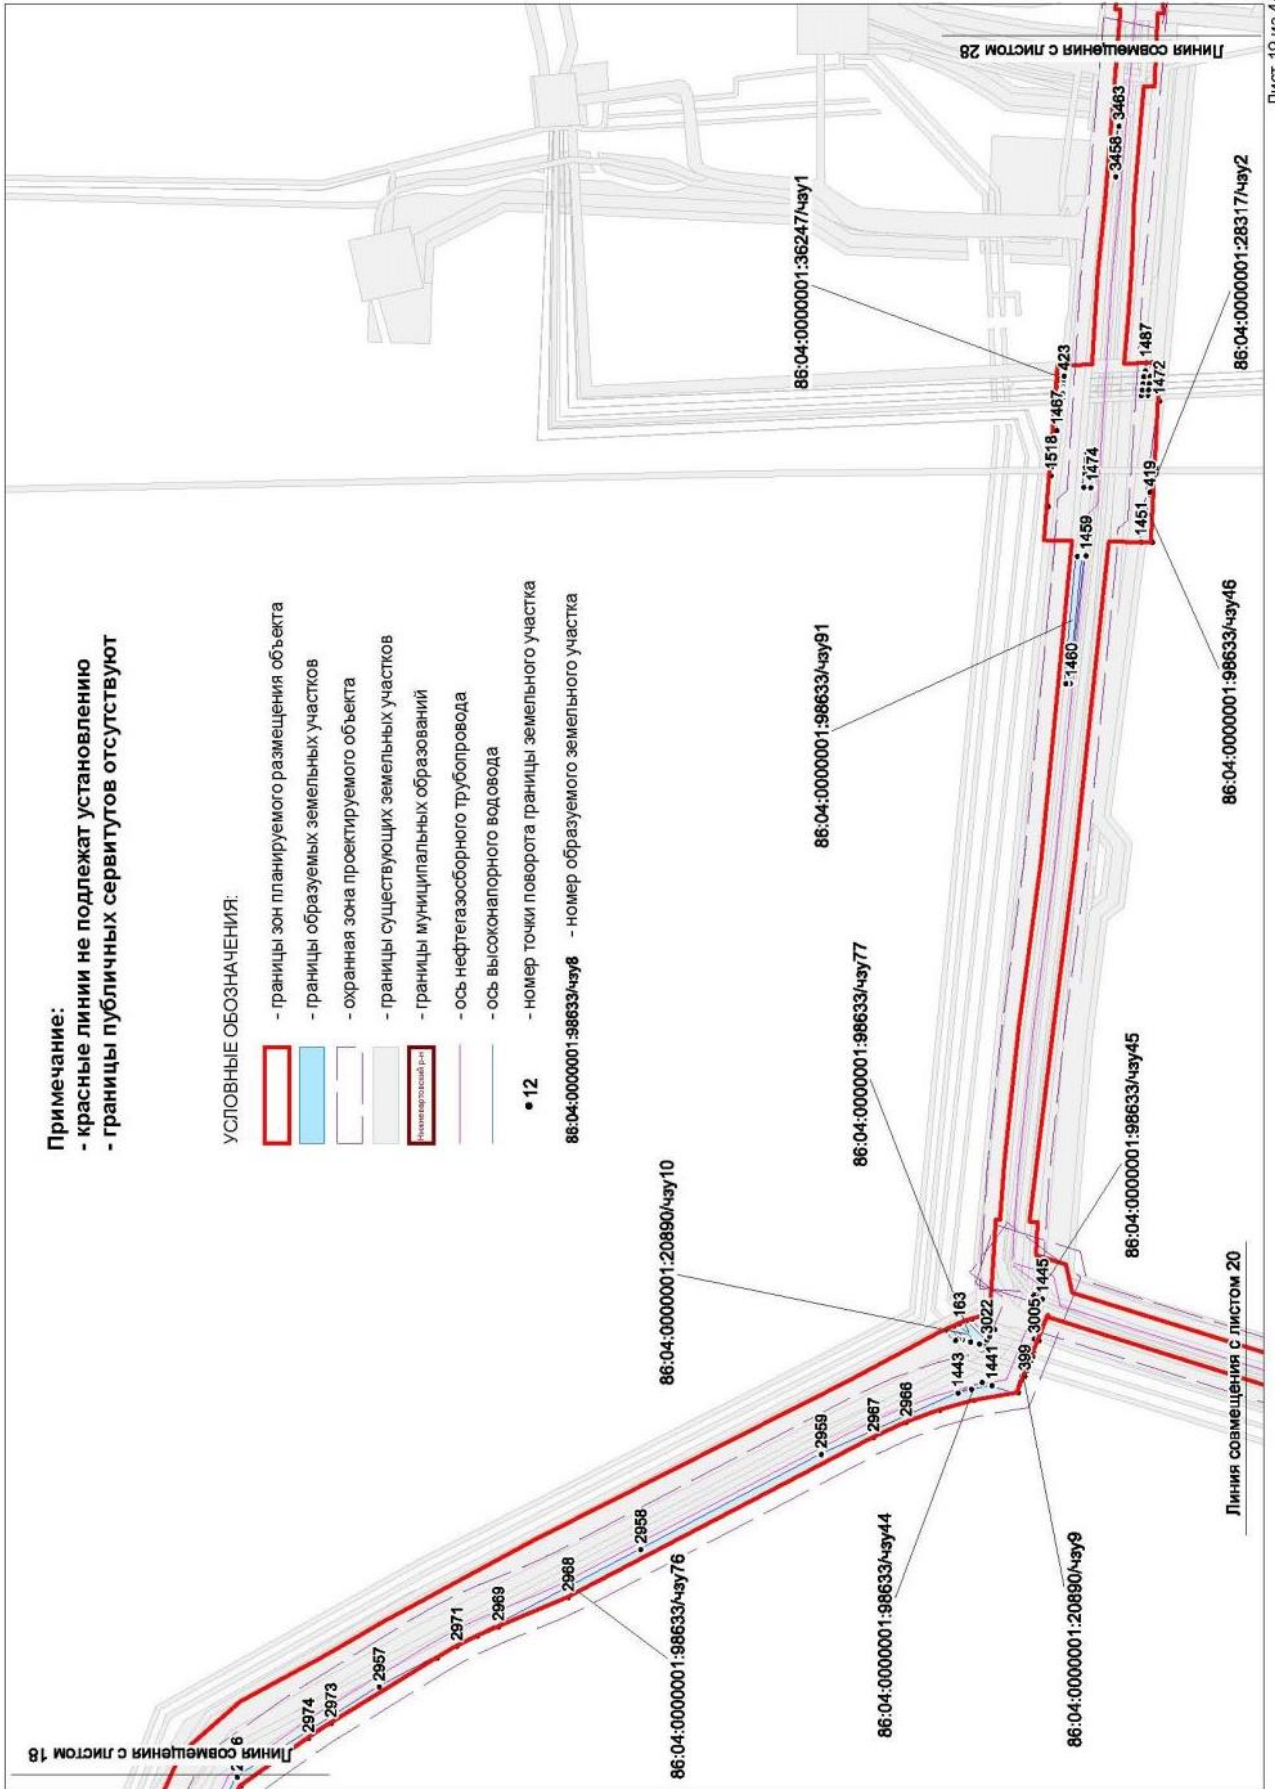 Примечание:
- красные линии не подлежат установлению
- границы публичных сервитутов отсутствуют
УСЛОВНЫЕ ОБОЗНАЧЕНИЯ:
- границы зон планируемого размещения объекта
- границы образуемых земельных участков
- охранная зона проектируемого объекта
- границы существующих земельных участков
Нижневартовский р-н
- границы муниципальных образований
- ось нефтегазосборного трубопровода
- ось высоконапорного водовода
•12 - номер точки поворота границы земельного участка
86:04:0000001:98633/чзу8 - номер образуемого земельного участка
Линия совмещения с листом 18
2974
2973
2957
2971
2969
2968
2958
86:04:0000001:98633/чзу76
2959
2967
2966
86:04:0000001:20890/чзу10
86:04:0000001:98633/чзу77
163
3022
1443
1441
399
3005
1445
86:04:0000001:98633/чзу44
86:04:0000001:20890/чзу9
86:04:0000001:98633/чзу45
Линия совмещения с листом 20
86:04:0000001:98633/чзу91
1460
1459
86:04:0000001:36247/чзу1
1518
1467
423
1474
1451
419
1472
1487
86:04:0000001:98633/чзу46
86:04:0000001:28317/чзу2
3458
3463
Линия совмещения с листом 28